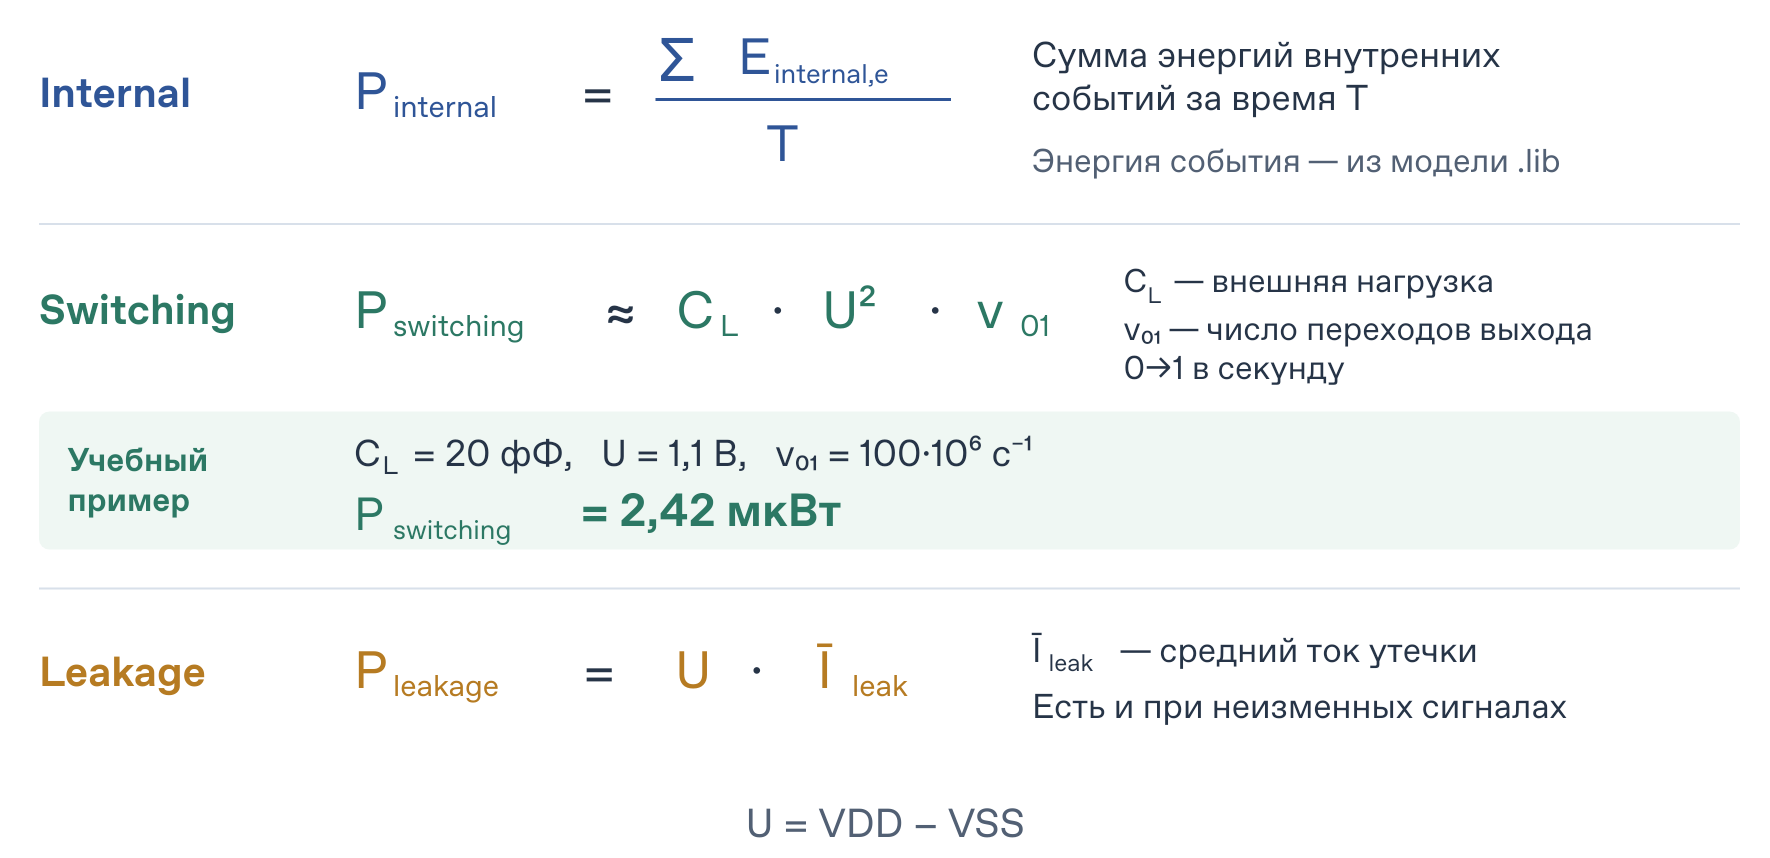 Internal
P internal = Σ E internal,e
T
Сумма энергий внутренних
событий за время T
Энергия события — из модели .lib
Switching
P switching ≈ C L · U² · ν 01
C L — внешняя нагрузка
ν₀₁ — число переходов выхода
0→1 в секунду
Учебный
пример
C L = 20 фФ, U = 1,1 В, ν₀₁ = 100·10⁶ с⁻¹
P switching = 2,42 мкВт
Leakage
P leakage = U · Ī leak
Ī leak — средний ток утечки
Есть и при неизменных сигналах
U = VDD – VSS